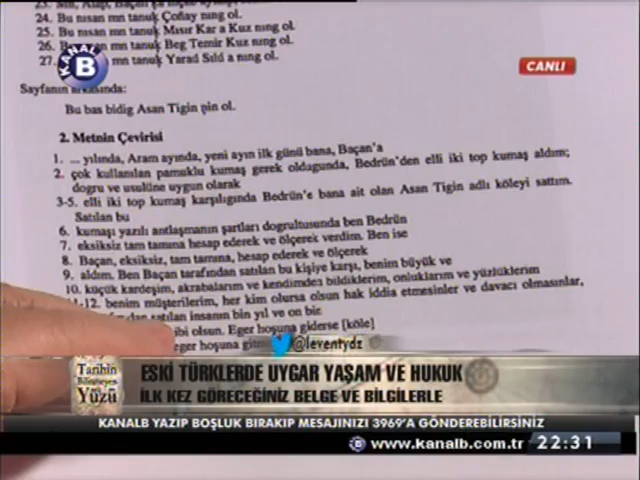 24. Bu nısan mn tanuk Çoñay nıng ol.
25. Bu nısan mn tanuk Mısır Kar a Kuz nıng ol.
26. mn tanuk Beg Temir Kuz nıng ol.
27. mn tanuk Yarad Sıld a nıng ol.
Sayfanın arkasında:
Bu bas bidig Asan Tigin nin ol.
2. Metnin Çevirisi
1. ... yılında, Aram ayında, yeni ayın ilk günü bana, Baçan'a
2. çok kullanılan pamuklu kumaş gerek oldugunda, Bedrün'den elli iki top kumaş aldım;
dogru ve usulüne uygun olarak
3-5. elli iki top kumaş karşılıgında Bedrün'e bana ait olan Asan Tigin adlı köleyi sattım.
Satılan bu
6. kumaşı yazılı antlaşmanın şartları dogrultusunda ben Bedrün
7. eksiksiz tam tamına hesap ederek ve ölçerek verdim. Ben ise
8. Baçan, eksiksiz, tam tamına, hesap ederek ve ölçerek
9. aldım. Ben Baçan tarafından satılan bu kişiye karşı, benim büyük ve
10. küçük kardeşim, akrabalarım ve kendimden bildiklerim, onluklarım ve yüzlüklerim
11-12. benim müşterilerim, her kim olursa olsun hak iddia etmesinler ve davacı olmasınlar,
satılan insanın bin yıl ve on bir
gibi olsun. Eger hoşuna giderse [köle]
eger hoşuna
KANAL B
CANLI
@leventydz
Tarihin
Bilinmeyen
Yüzü
ESKİ TÜRKLERDE UYGAR YAŞAM VE HUKUK
İLK KEZ GÖRECEĞİNİZ BELGE VE BİLGİLERLE
KANALB YAZIP BOŞLUK BIRAKIP MESAJINIZI 3969'A GÖNDEREBİLİRSİNİZ
B www.kanalb.com.tr 22:31